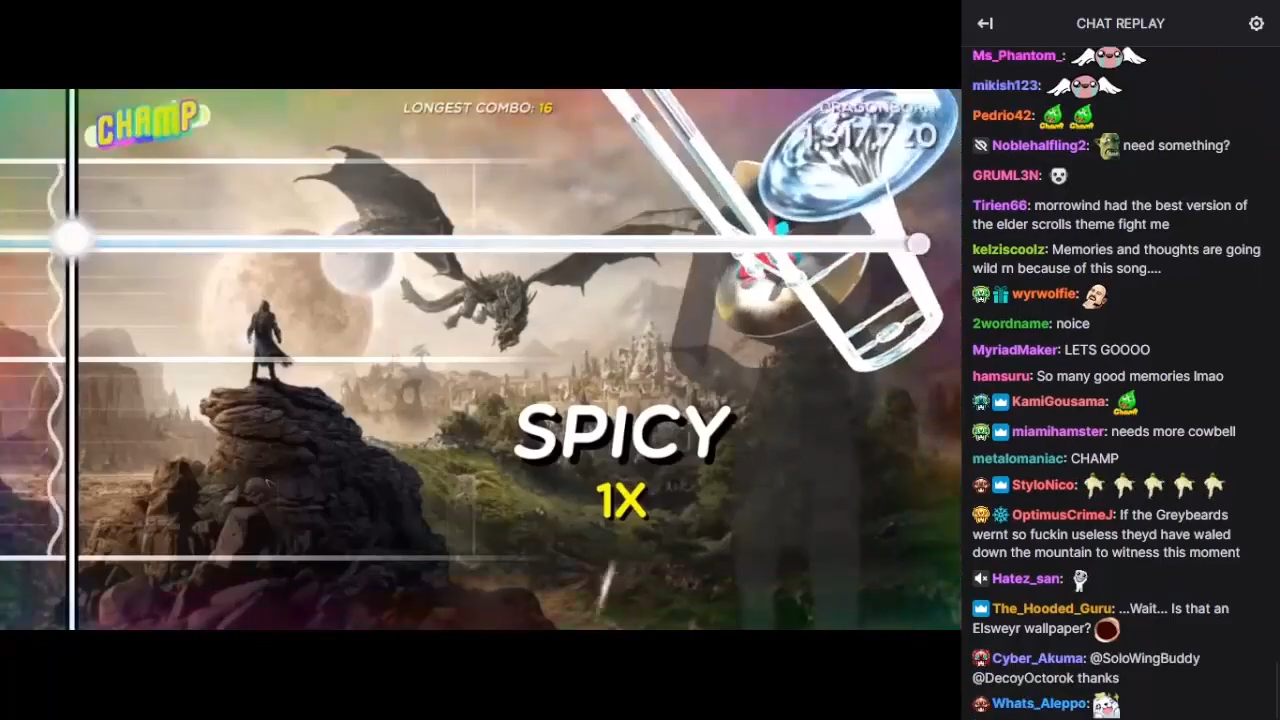 CHAMP
LONGEST COMBO: 16
DRAGONBORN
1,317,720
SPICY
1X
CHAT REPLAY
Ms_Phantom_:
mikish123:
Pedrio42:
Noblehalfling2: need something?
GRUML3N:
Tirien66: morrowind had the best version of
the elder scrolls theme fight me
kelziscoolz: Memories and thoughts are going
wild rn because of this song....
wyrwolfie:
2wordname: noice
MyriadMaker: LETS GOOOO
hamsuru: So many good memories lmao
KamiGousama:
miamihamster: needs more cowbell
metalomaniac: CHAMP
StyloNico:
OptimusCrimeJ: If the Greybeards
wernt so fuckin useless theyd have waled
down the mountain to witness this moment
Hatez_san:
The_Hooded_Guru: ...Wait... Is that an
Elsweyr wallpaper?
Cyber_Akuma: @SoloWingBuddy
@DecoyOctorok thanks
Whats_Aleppo: